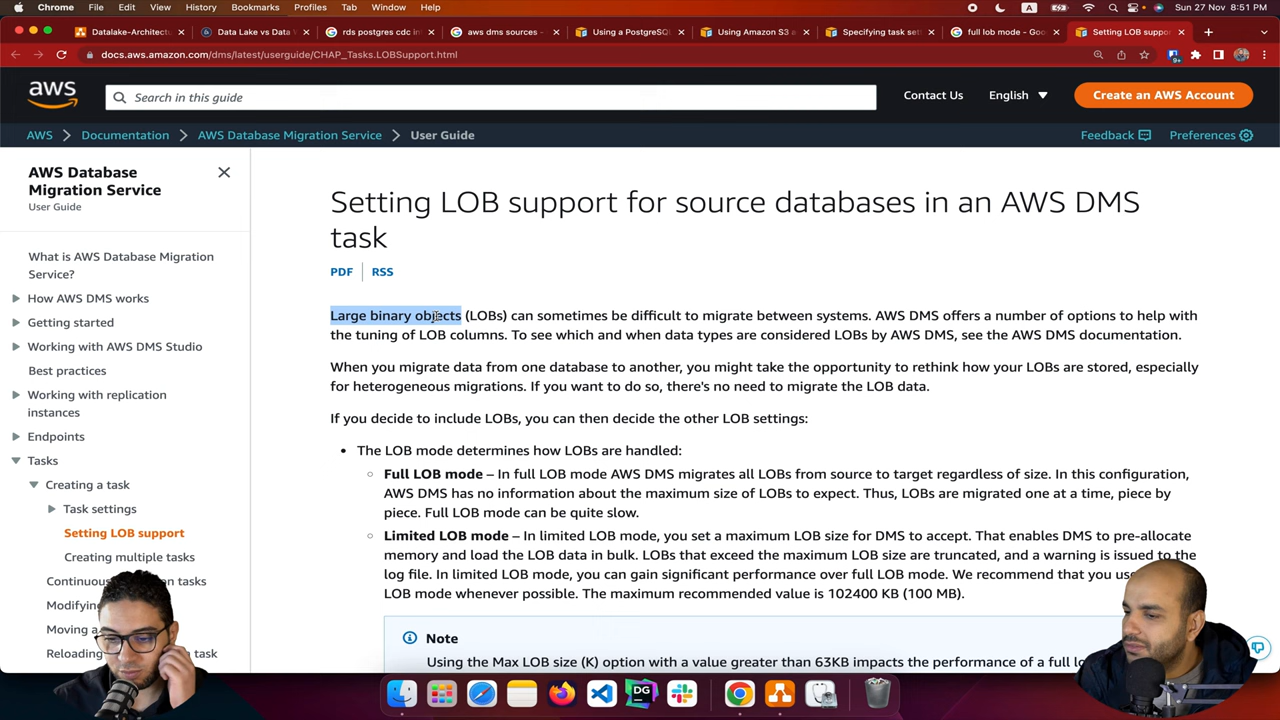 Chrome File Edit View History Bookmarks Profiles Tab Window Help
A Sun 27 Nov 8:51 PM
Datalake-Architectu Data Lake vs Data W rds postgres cdc in aws dms sources - Using a PostgreSQL Using Amazon S3 a Specifying task sett full lob mode - Goo Setting LOB suppor
docs.aws.amazon.com/dms/latest/userguide/CHAP_Tasks.LOBSupport.html
aws Search in this guide Contact Us English Create an AWS Account
AWS Documentation AWS Database Migration Service User Guide Feedback Preferences
AWS Database
Migration Service
User Guide
What is AWS Database Migration
Service?
How AWS DMS works
Getting started
Working with AWS DMS Studio
Best practices
Working with replication
instances
Endpoints
Tasks
Creating a task
Task settings
Setting LOB support
Creating multiple tasks
tasks
Modifying
Moving a
Reloading task
Setting LOB support for source databases in an AWS DMS
task
PDF RSS
Large binary objects (LOBs) can sometimes be difficult to migrate between systems. AWS DMS offers a number of options to help with
the tuning of LOB columns. To see which and when data types are considered LOBs by AWS DMS, see the AWS DMS documentation.
When you migrate data from one database to another, you might take the opportunity to rethink how your LOBs are stored, especially
for heterogeneous migrations. If you want to do so, there's no need to migrate the LOB data.
If you decide to include LOBs, you can then decide the other LOB settings:
• The LOB mode determines how LOBs are handled:
Full LOB mode – In full LOB mode AWS DMS migrates all LOBs from source to target regardless of size. In this configuration,
AWS DMS has no information about the maximum size of LOBs to expect. Thus, LOBs are migrated one at a time, piece by
piece. Full LOB mode can be quite slow.
Limited LOB mode – In limited LOB mode, you set a maximum LOB size for DMS to accept. That enables DMS to pre-allocate
memory and load the LOB data in bulk. LOBs that exceed the maximum LOB size are truncated, and a warning is issued to the
log file. In limited LOB mode, you can gain significant performance over full LOB mode. We recommend that you use
LOB mode whenever possible. The maximum recommended value is 102400 KB (100 MB).
Note
Using the Max LOB size (K) option with a value greater than 63KB impacts the performance of a full lo
DG